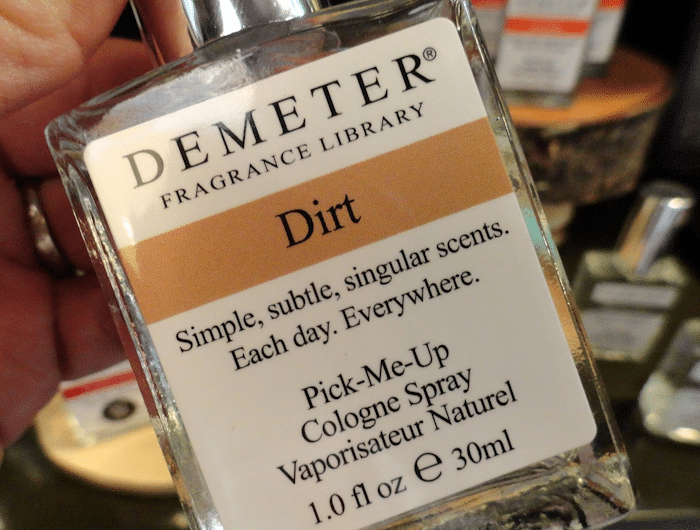 DEMETER®
FRAGRANCE LIBRARY
Dirt
Simple, subtle, singular scents.
Each day. Everywhere.
Pick-Me-Up
Cologne Spray
Vaporisateur Naturel
1.0 fl oz ℮ 30ml